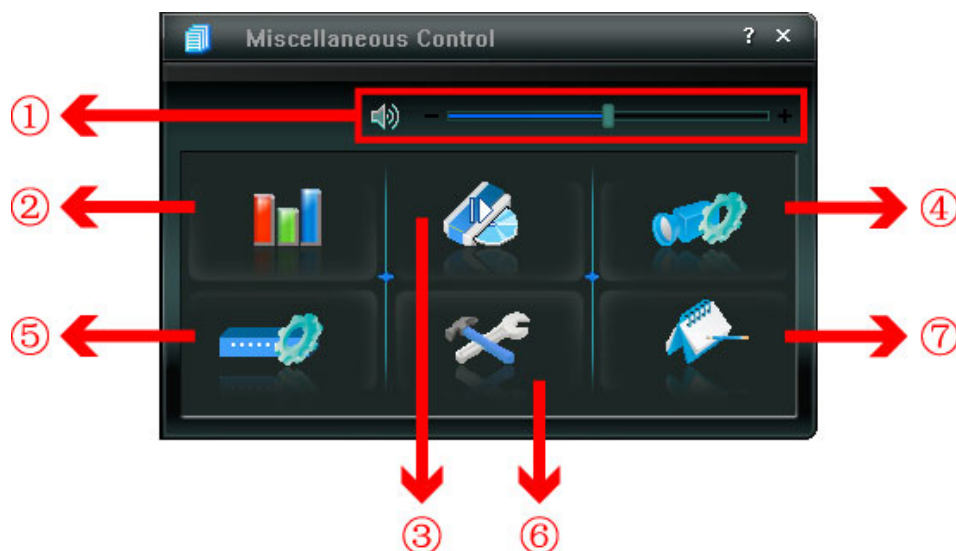 Miscellaneous Control ? ×
① - +
② ④
⑤ ⑦
③ ⑥